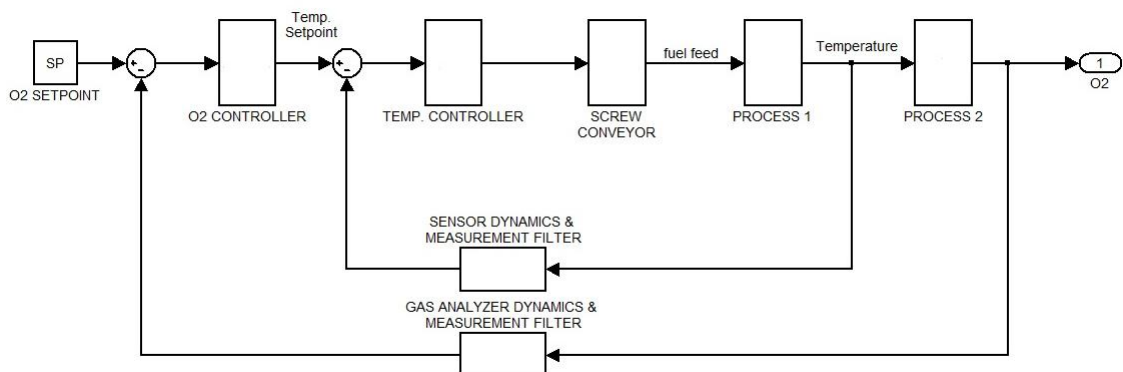 Temp.
Setpoint
SP
+
-
+
-
fuel feed
Temperature
1
O2 SETPOINT
O2 CONTROLLER
TEMP. CONTROLLER
SCREW
CONVEYOR
PROCESS 1
PROCESS 2
O2
SENSOR DYNAMICS &
MEASUREMENT FILTER
GAS ANALYZER DYNAMICS &
MEASUREMENT FILTER